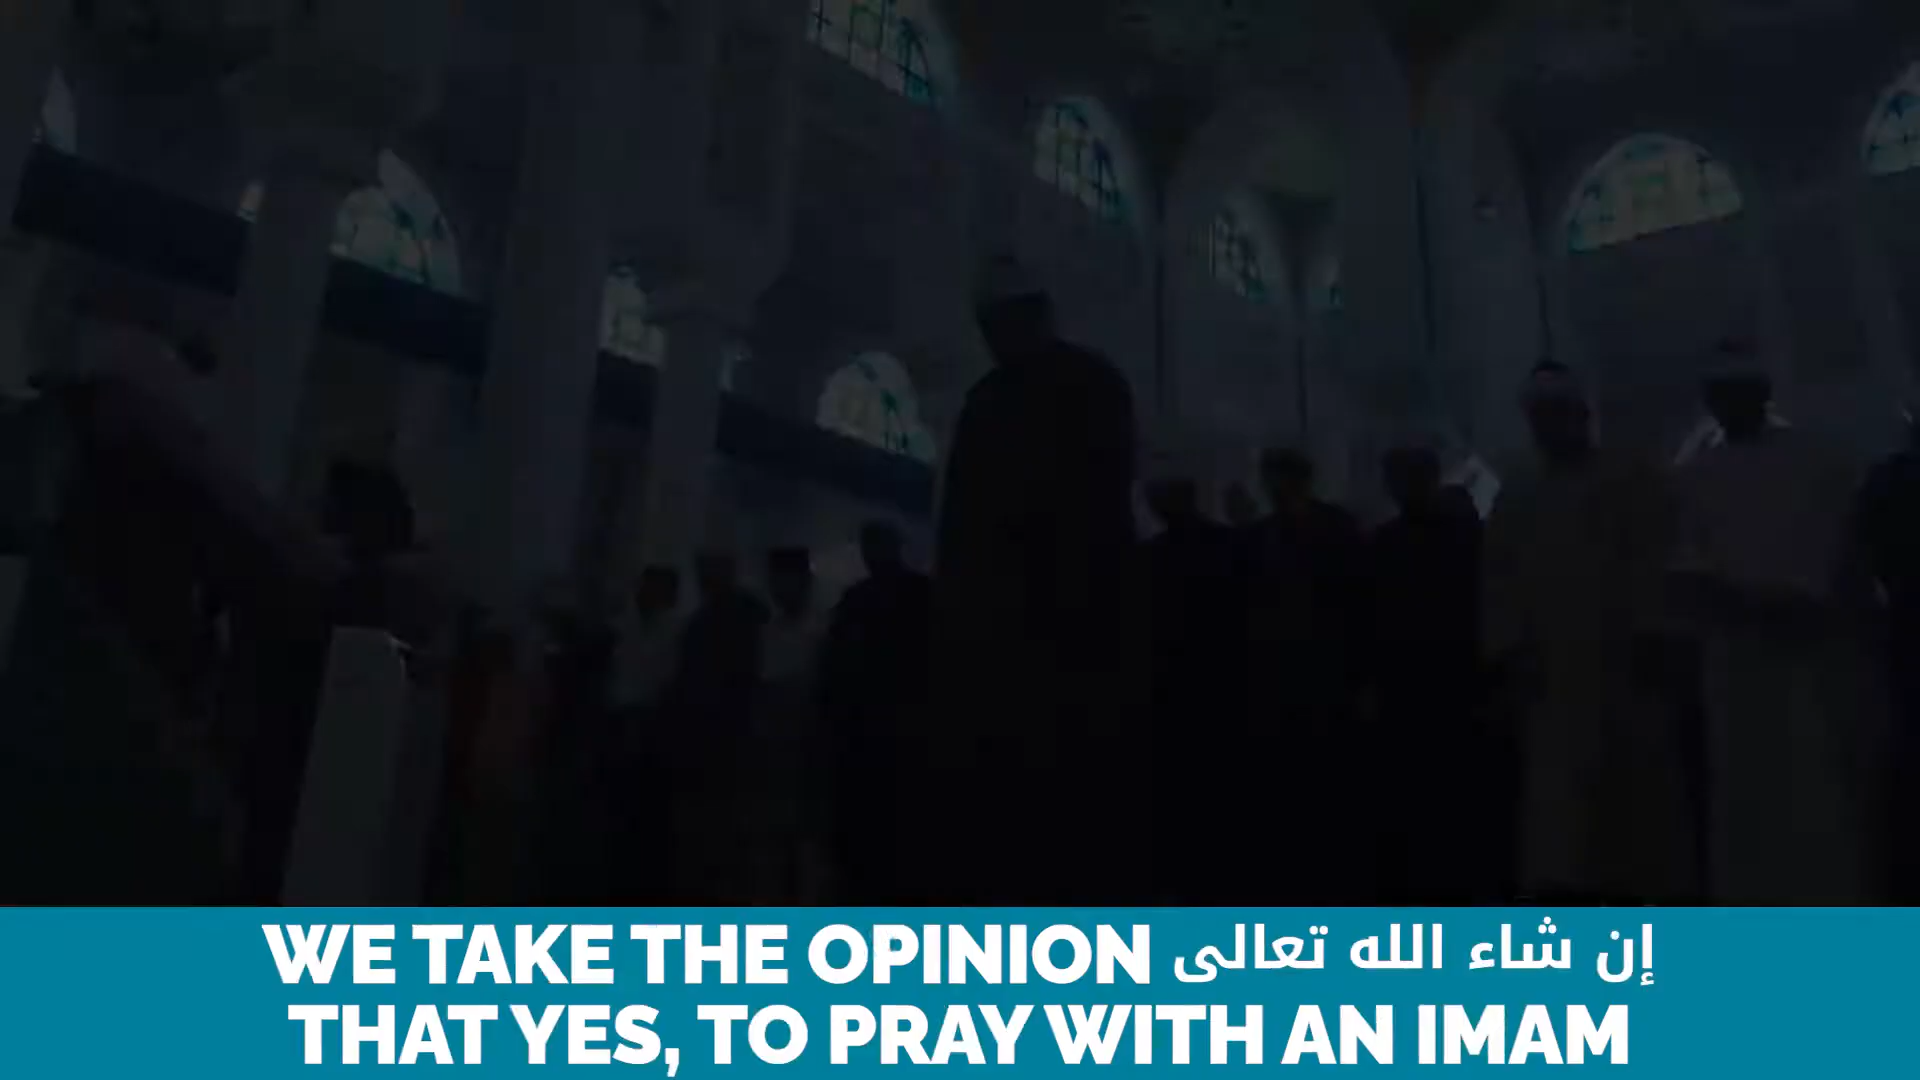 WE TAKE THE OPINION إن شاء الله تعالى
THAT YES, TO PRAY WITH AN IMAM